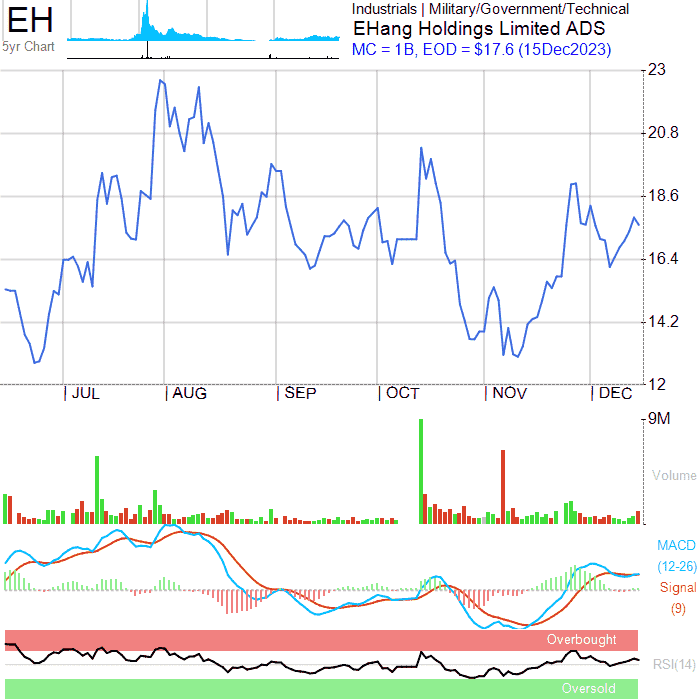 EH
5yr Chart
Industrials | Military/Government/Technical
EHang Holdings Limited ADS
MC = 1B, EOD = $17.6 (15Dec2023)
23
20.8
18.6
16.4
14.2
12
JUL
AUG
SEP
OCT
NOV
DEC
9M
Volume
MACD
(12-26)
Signal
(9)
Overbought
RSI(14)
Oversold